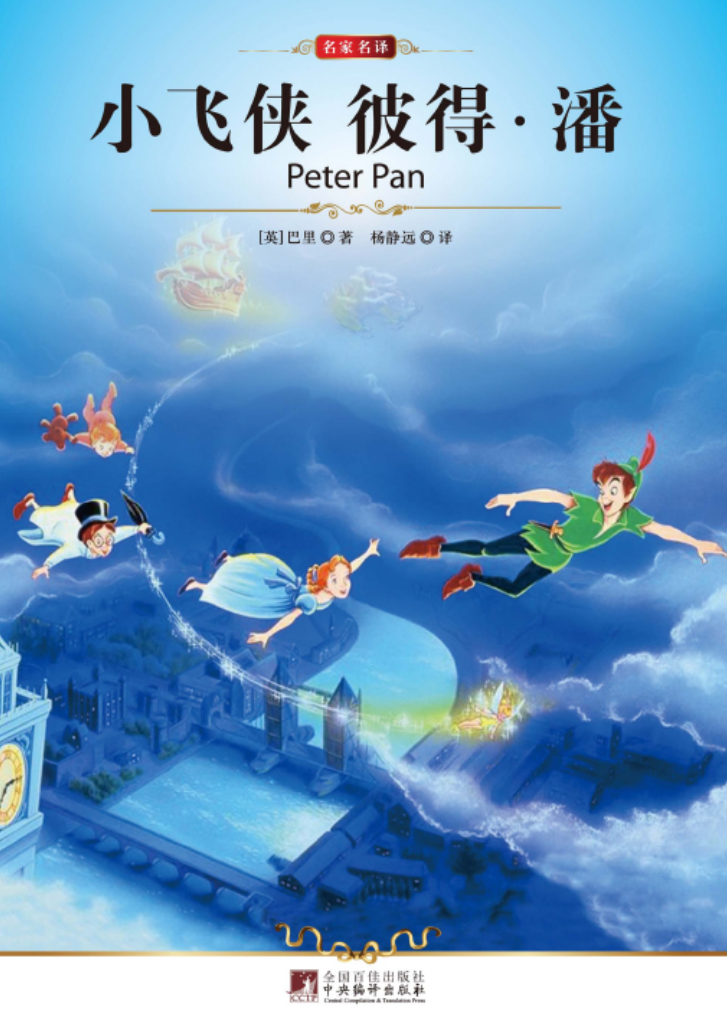 名家名译
小飞侠 彼得·潘
Peter Pan
[英]巴里◎著 杨静远◎译
全国百佳出版社
中央编译出版社
CCTP
Central Compilation & Translation Press